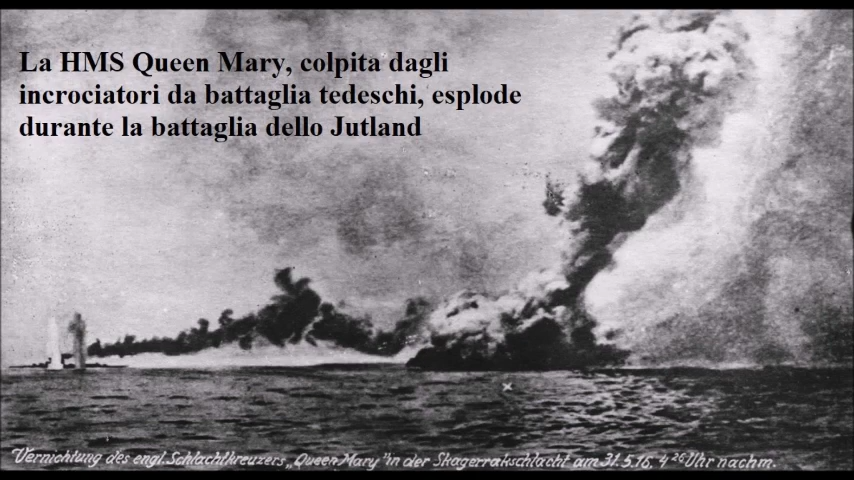 La HMS Queen Mary, colpita dagli
incrociatori da battaglia tedeschi, esplode
durante la battaglia dello Jutland
Vernichtung des engl. Schlachtkreuzers „Queen Mary" in der Skagerrakschlacht am 31.5.16. 4 26 Uhr nachm.